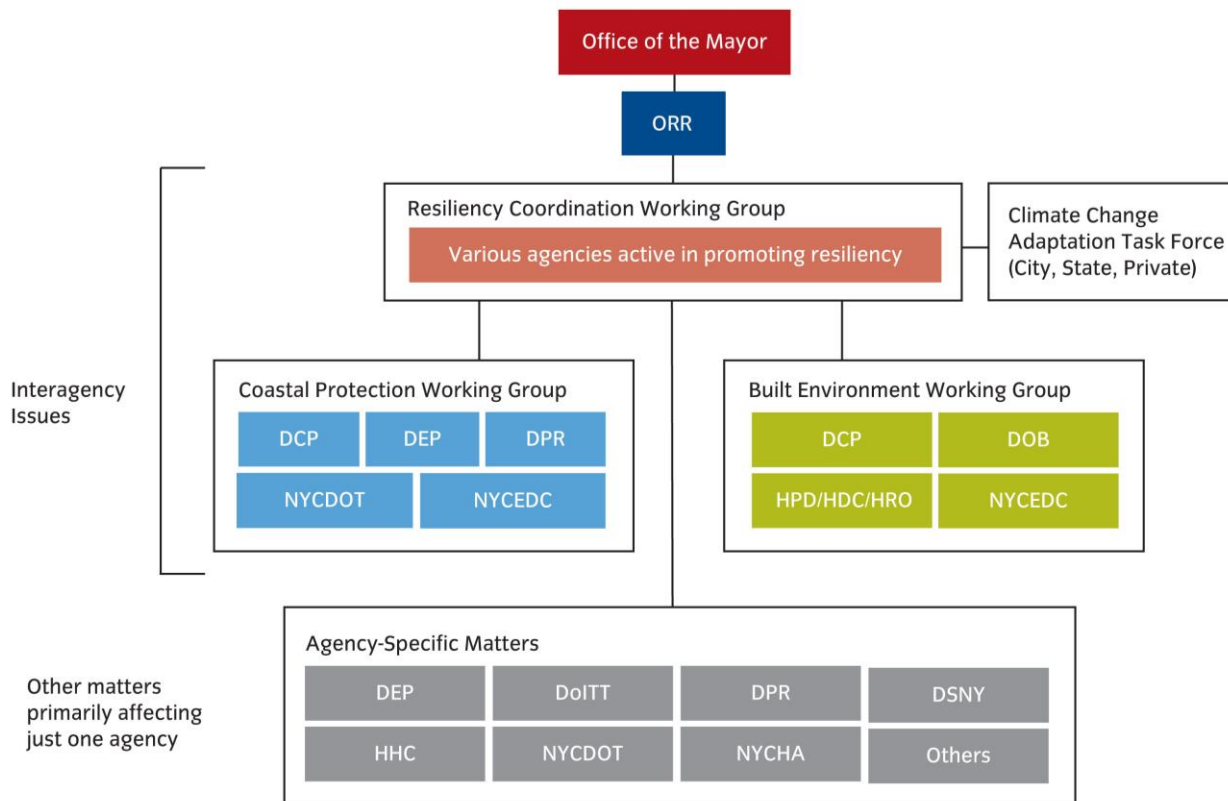 Office of the Mayor
ORR
Resiliency Coordination Working Group
Various agencies active in promoting resiliency
Climate Change
Adaptation Task Force
(City, State, Private)
Interagency
Issues
Coastal Protection Working Group
DCP
DEP
DPR
NYCDOT
NYCEDC
Built Environment Working Group
DCP
DOB
HPD/HDC/HRO
NYCEDC
Other matters
primarily affecting
just one agency
Agency-Specific Matters
DEP
DoITT
DPR
DSNY
HHC
NYCDOT
NYCHA
Others